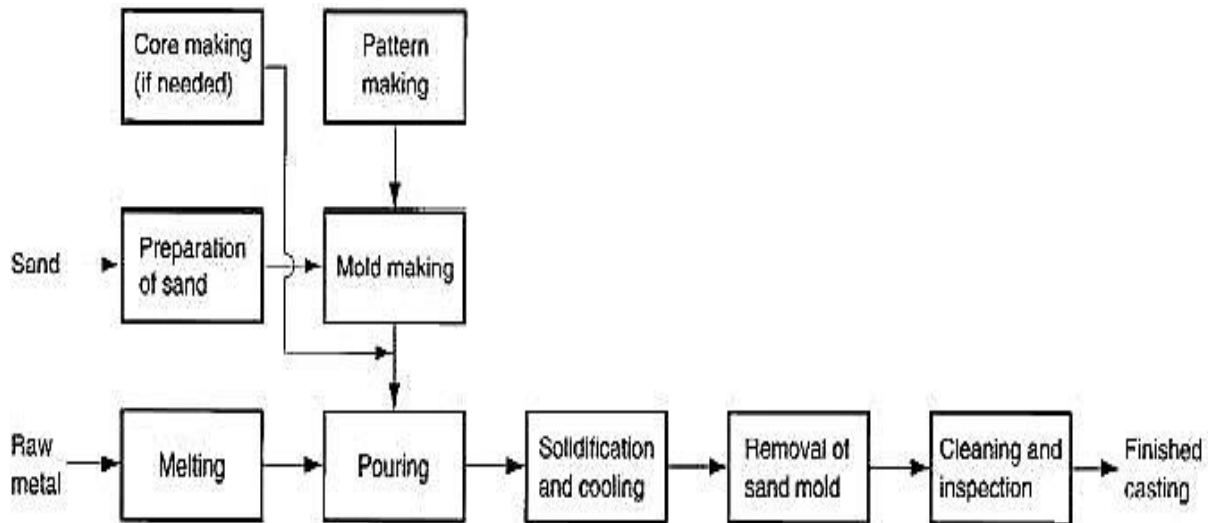 Core making
(if needed)
Pattern
making
Sand
Preparation
of sand
Mold making
Raw
metal
Melting
Pouring
Solidification
and cooling
Removal of
sand mold
Cleaning and
inspection
Finished
casting